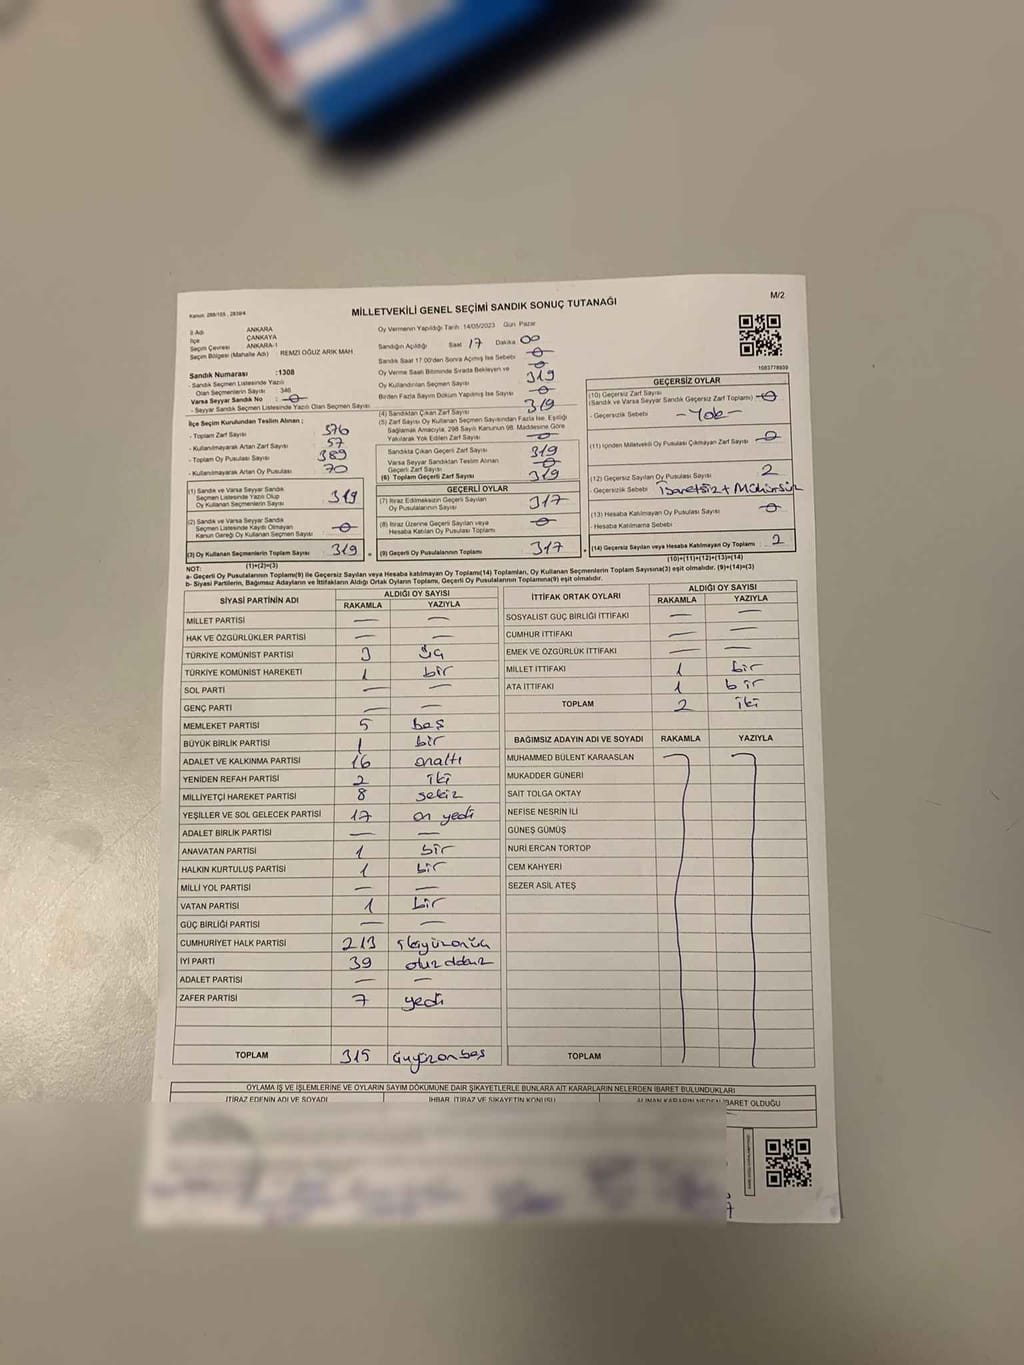 M/2
Kanun: 298/105 , 2839/4
MİLLETVEKİLİ GENEL SEÇİMİ SANDIK SONUÇ TUTANAĞI
İl Adı ANKARA
İlçe ÇANKAYA
Seçim Çevresi ANKARA-1
Seçim Bölgesi (Mahalle Adı) : REMZİ OĞUZ ARIK MAH
Sandık Numarası :1308
- Sandık Seçmen Listesinde Yazılı
Olan Seçmenlerin Sayısı : 346
Varsa Seyyar Sandık No : 0
- Seyyar Sandık Seçmen Listesinde Yazılı Olan Seçmen Sayısı
Oy Vermenin Yapıldığı Tarih :14/05/2023 Gün: Pazar
Sandığın Açıldığı Saat 17 Dakika 00
Sandık Saat 17:00'den Sonra Açılmış İse Sebebi 0
Oy Verme Saati Bitiminde Sırada Bekleyen ve 0
Oy Kullandırılan Seçmen Sayısı 319
Birden Fazla Sayım Döküm Yapılmış İse Sayısı 0
(4) Sandıktan Çıkan Zarf Sayısı 319
(5) Zarf Sayısı Oy Kullanan Seçmen Sayısından Fazla İse, Eşitliği
Sağlamak Amacıyla, 298 Sayılı Kanunun 98. Maddesine Göre
Yakılarak Yok Edilen Zarf Sayısı 0
İlçe Seçim Kurulundan Teslim Alınan ;
- Toplam Zarf Sayısı 376
- Kullanılmayarak Artan Zarf Sayısı 57
- Toplam Oy Pusulası Sayısı 389
- Kullanılmayarak Artan Oy Pusulası 70
Sandıkta Çıkan Geçerli Zarf Sayısı 319
Varsa Seyyar Sandıktan Teslim Alınan
Geçerli Zarf Sayısı 0
(6) Toplam Geçerli Zarf Sayısı 319
(1) Sandık ve Varsa Seyyar Sandık
Seçmen Listesinde Yazılı Olup
Oy Kullanan Seçmenlerin Sayısı 319
(2) Sandık ve Varsa Seyyar Sandık
Seçmen Listesinde Kayıtlı Olmayan
Kanun Gereği Oy Kullanan Seçmen Sayısı 0
(3) Oy Kullanan Seçmenlerin Toplam Sayısı 319
(1)+(2)=(3)
GEÇERLİ OYLAR
(7) İtiraz Edilmeksizin Geçerli Sayılan
Oy Pusulalarının Sayısı 317
(8) İtiraz Üzerine Geçerli Sayılan veya
Hesaba Katılan Oy Pusulası Toplamı 0
(9) Geçerli Oy Pusulalarının Toplamı 317
1083778939
GEÇERSİZ OYLAR
(10) Geçersiz Zarf Sayısı
(Sandık ve Varsa Seyyar Sandık Geçersiz Zarf Toplamı) 0
- Geçersizlik Sebebi -Yok-
(11) İçinden Milletvekili Oy Pusulası Çıkmayan Zarf Sayısı 0
(12) Geçersiz Sayılan Oy Pusulası Sayısı 2
- Geçersizlik Sebebi İşaretsiz + Mühürsüz
(13) Hesaba Katılmayan Oy Pusulası Sayısı 0
- Hesaba Katılmama Sebebi
(14) Geçersiz Sayılan veya Hesaba Katılmayan Oy Toplamı : 2
(10)+(11)+(12)+(13)=(14)
NOT:
a- Geçerli Oy Pusulalarının Toplamı(9) ile Geçersiz Sayılan veya Hesaba Katılmayan Oy Toplamı(14) Toplamları, Oy Kullanan Seçmenlerin Toplam Sayısına(3) eşit olmalıdır. (9)+(14)=(3)
b- Siyasi Partilerin, Bağımsız Adayların ve İttifakların Aldığı Ortak Oyların Toplamı, Geçerli Oy Pusulalarının Toplamına(9) eşit olmalıdır.
SİYASİ PARTİNİN ADI ALDIĞI OY SAYISI
RAKAMLA YAZIYLA
MİLLET PARTİSİ — —
HAK VE ÖZGÜRLÜKLER PARTİSİ — —
TÜRKİYE KOMÜNİST PARTİSİ 3 üç
TÜRKİYE KOMÜNİST HAREKETİ 1 bir
SOL PARTİ — —
GENÇ PARTİ — —
MEMLEKET PARTİSİ 5 beş
BÜYÜK BİRLİK PARTİSİ 1 bir
ADALET VE KALKINMA PARTİSİ 16 onaltı
YENİDEN REFAH PARTİSİ 2 iki
MİLLİYETÇİ HAREKET PARTİSİ 8 sekiz
YEŞİLLER VE SOL GELECEK PARTİSİ 17 on yedi
ADALET BİRLİK PARTİSİ — —
ANAVATAN PARTİSİ 1 bir
HALKIN KURTULUŞ PARTİSİ 1 bir
MİLLİ YOL PARTİSİ — —
VATAN PARTİSİ 1 bir
GÜÇ BİRLİĞİ PARTİSİ — —
CUMHURİYET HALK PARTİSİ 213 ikiyüzonüç
İYİ PARTİ 39 otuzdokuz
ADALET PARTİSİ — —
ZAFER PARTİSİ 7 yedi
TOPLAM 315 üçyüzonbeş
İTTİFAK ORTAK OYLARI ALDIĞI OY SAYISI
RAKAMLA YAZIYLA
SOSYALİST GÜÇ BİRLİĞİ İTTİFAKI — —
CUMHUR İTTİFAKI — —
EMEK VE ÖZGÜRLÜK İTTİFAKI — —
MİLLET İTTİFAKI 1 bir
ATA İTTİFAKI 1 bir
TOPLAM 2 iki
BAĞIMSIZ ADAYIN ADI VE SOYADI RAKAMLA YAZIYLA
MUHAMMED BÜLENT KARAASLAN
MUKADDER GÜNERİ
SAİT TOLGA OKTAY
NEFİSE NESRİN İLİ
GÜNEŞ GÜMÜŞ
NURİ ERCAN TORTOP
CEM KAHYERİ
SEZER ASİL ATEŞ
TOPLAM
OYLAMA İŞ VE İŞLEMLERİNE VE OYLARIN SAYIM DÖKÜMÜNE DAİR ŞİKAYETLERLE BUNLARA AİT KARARLARIN NELERDEN İBARET BULUNDUKLARI
İTİRAZ EDENİN ADI VE SOYADI İHBAR, İTİRAZ VE ŞİKAYETİN KONUSU ALINAN KARARIN NEDEN İBARET OLDUĞU